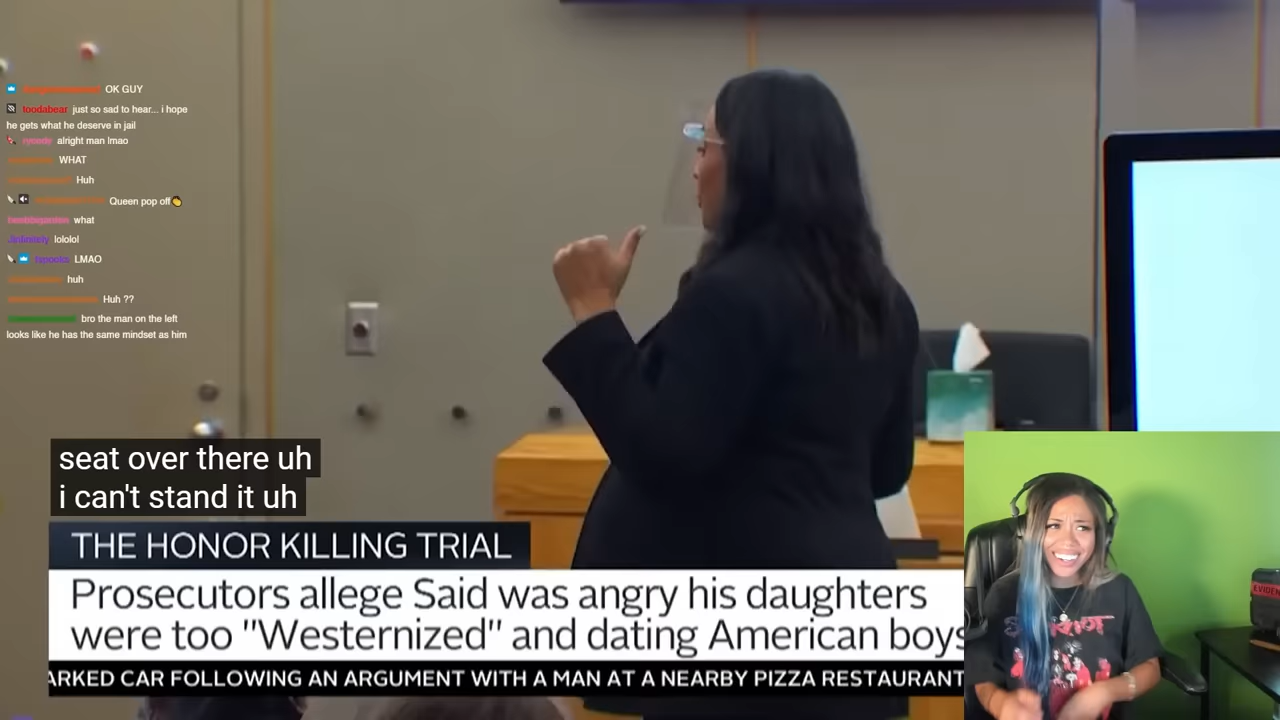 OK GUY
toodabear just so sad to hear... i hope
he gets what he deserve in jail
ryoody alright man lmao
WHAT
Huh
Queen pop off
what
lololol
LMAO
huh
Huh ??
bro the man on the left
looks like he has the same mindset as him
seat over there uh
i can't stand it uh
THE HONOR KILLING TRIAL
Prosecutors allege Said was angry his daughters
were too "Westernized" and dating American boys
ARKED CAR FOLLOWING AN ARGUMENT WITH A MAN AT A NEARBY PIZZA RESTAURANT
EVIDEN